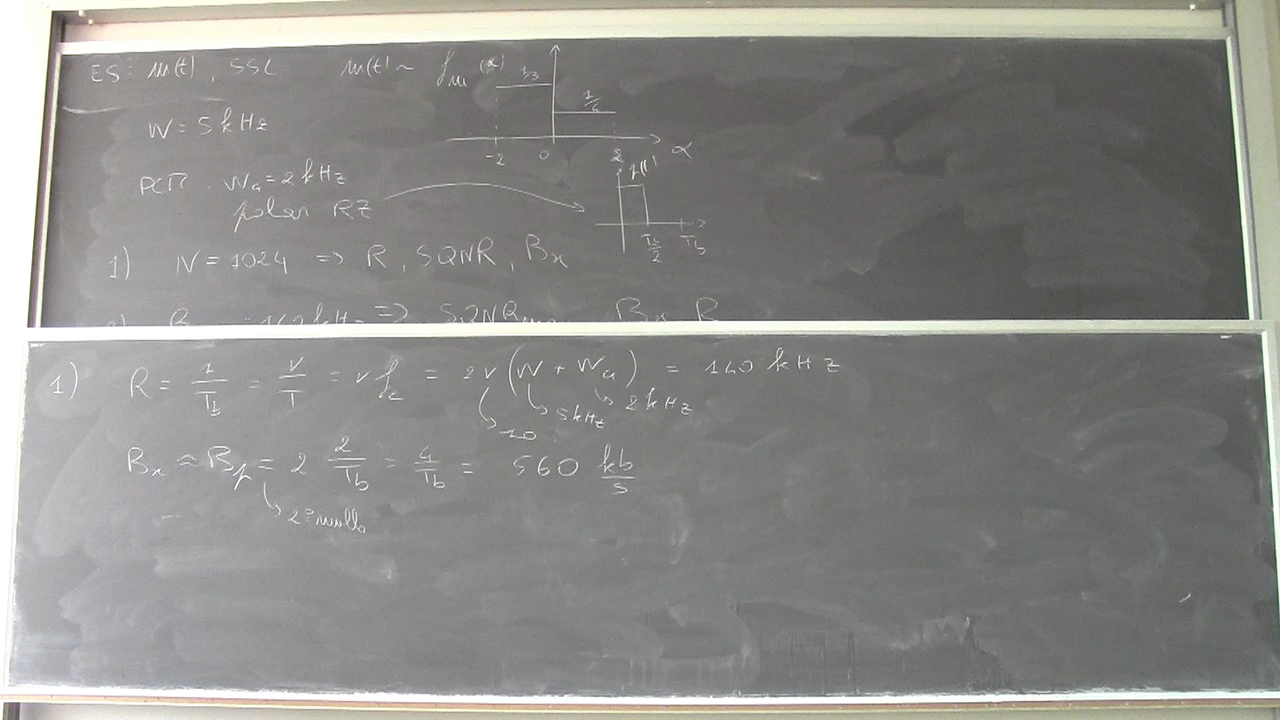 ES: m(t), SSL m(t) ~ f_m(α)
1/3
1/6
-2 0 2 α
W = 5 kHz
PCM - W_a = 2 kHz
polar RZ
T_b/2 T_b
1) N = 1024 => R, SQNR, B_x
1) R = 1/T_b = ν/T = ν f_c = 2ν (W + W_a) = 140 kHz
10 5 kHz 2 kHz
B_x ≈ B_p = 2 2/T_b = 4/T_b = 560 kb/s
2° nullo